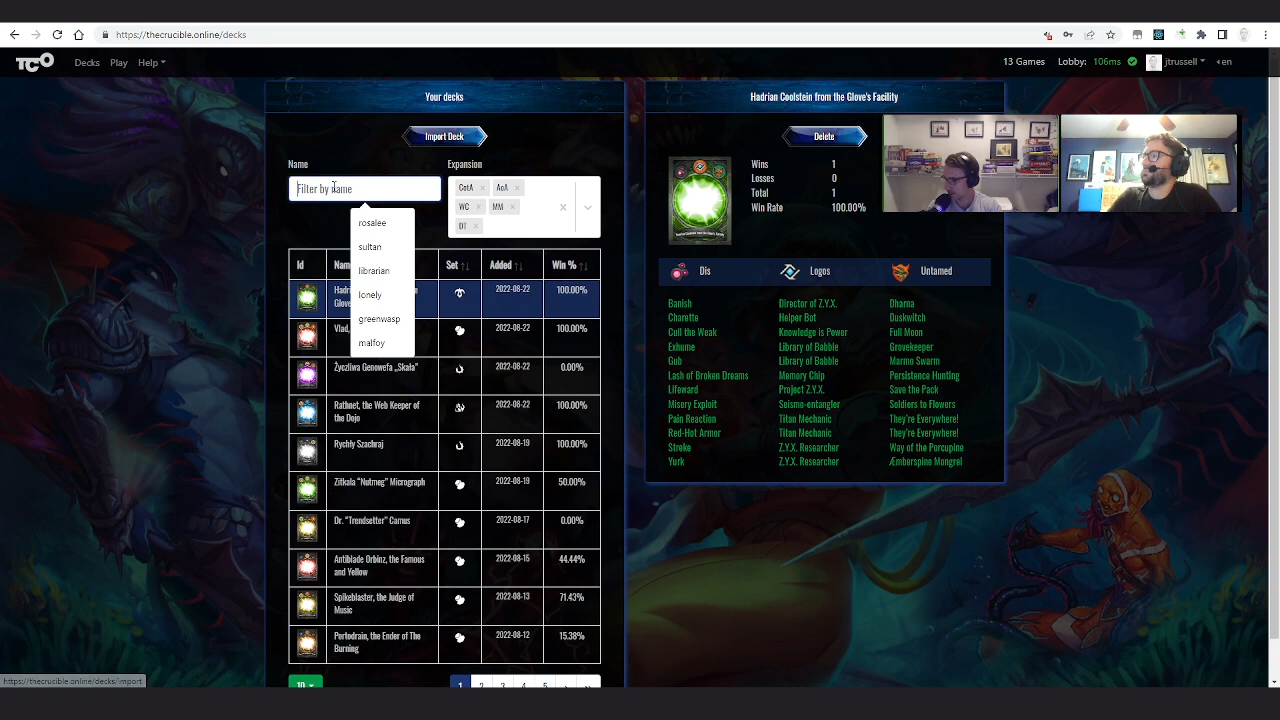 https://thecrucible.online/decks
TCO
Decks Play Help
13 Games Lobby: 106ms jtrussell en
Your decks
Import Deck
Name
Expansion
Filter by name
CotA × AoA ×
WC × MM ×
DT ×
rosalee
sultan
librarian
lonely
greenwasp
malfoy
Id Nam Set Added Win %
Hadri
Glove
2022-08-22 100.00%
Vlad,
2022-08-22 100.00%
Życzliwa Genowefa „Skała” 2022-08-22 0.00%
Rathnet, the Web Keeper of
the Dojo
2022-08-22 100.00%
Rychły Szachraj 2022-08-19 100.00%
Zitkala “Nutmeg” Micrograph 2022-08-19 50.00%
Dr. “Trendsetter” Camus 2022-08-17 0.00%
Antiblade Orbinz, the Famous
and Yellow
2022-08-15 44.44%
Spikeblaster, the Judge of
Music
2022-08-13 71.43%
Portodrain, the Ender of The
Burning
2022-08-12 15.38%
10 1 2 3 4 5 › »
Hadrian Coolstein from the Glove's Facility
Delete
Wins 1
Losses 0
Total 1
Win Rate 100.00%
Dis Logos Untamed
Banish Director of Z.Y.X. Dharna
Charette Helper Bot Duskwitch
Cull the Weak Knowledge is Power Full Moon
Exhume Library of Babble Grovekeeper
Gub Library of Babble Marmo Swarm
Lash of Broken Dreams Memory Chip Persistence Hunting
Lifeward Project Z.Y.X. Save the Pack
Misery Exploit Seismo-entangler Soldiers to Flowers
Pain Reaction Titan Mechanic They're Everywhere!
Red-Hot Armor Titan Mechanic They're Everywhere!
Streke Z.Y.X. Researcher Way of the Porcupine
Yurk Z.Y.X. Researcher Æmberspine Mongrel
https://thecrucible.online/decks/import